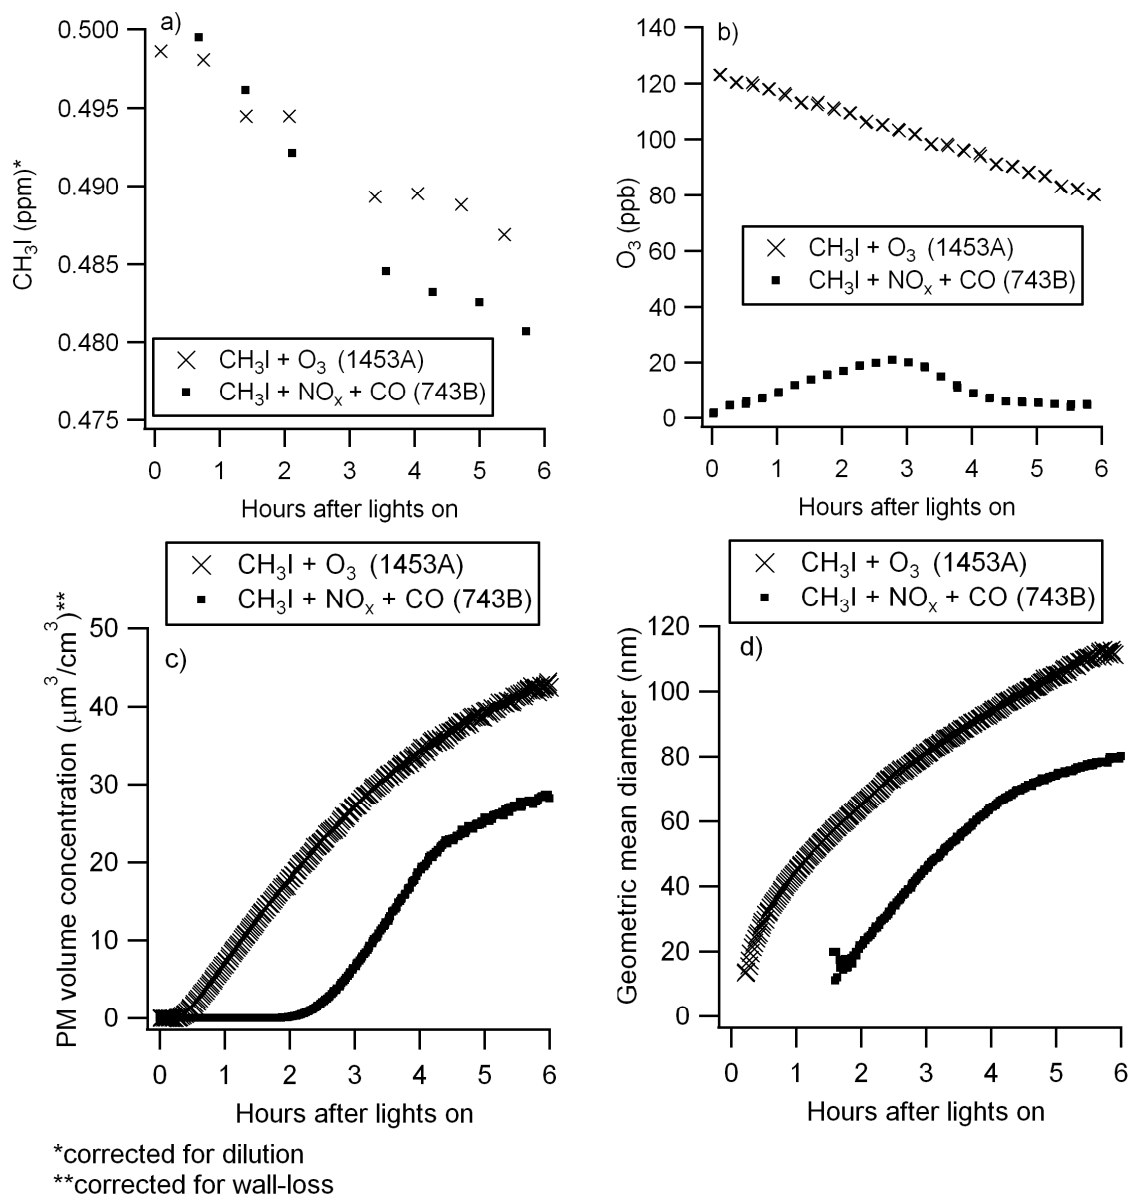 a)
0.500
0.495
0.490
0.485
0.480
0.475
CH₃I (ppm)*
CH₃I + O₃ (1453A)
CH₃I + NOₓ + CO (743B)
0 1 2 3 4 5 6
Hours after lights on
b)
140
120
100
80
60
40
20
0
O₃ (ppb)
CH₃I + O₃ (1453A)
CH₃I + NOₓ + CO (743B)
0 1 2 3 4 5 6
Hours after lights on
CH₃I + O₃ (1453A)
CH₃I + NOₓ + CO (743B)
c)
50
40
30
20
10
0
PM volume concentration (µm³/cm³)**
0 1 2 3 4 5 6
Hours after lights on
CH₃I + O₃ (1453A)
CH₃I + NOₓ + CO (743B)
d)
120
100
80
60
40
20
0
Geometric mean diameter (nm)
0 1 2 3 4 5 6
Hours after lights on
*corrected for dilution
**corrected for wall-loss